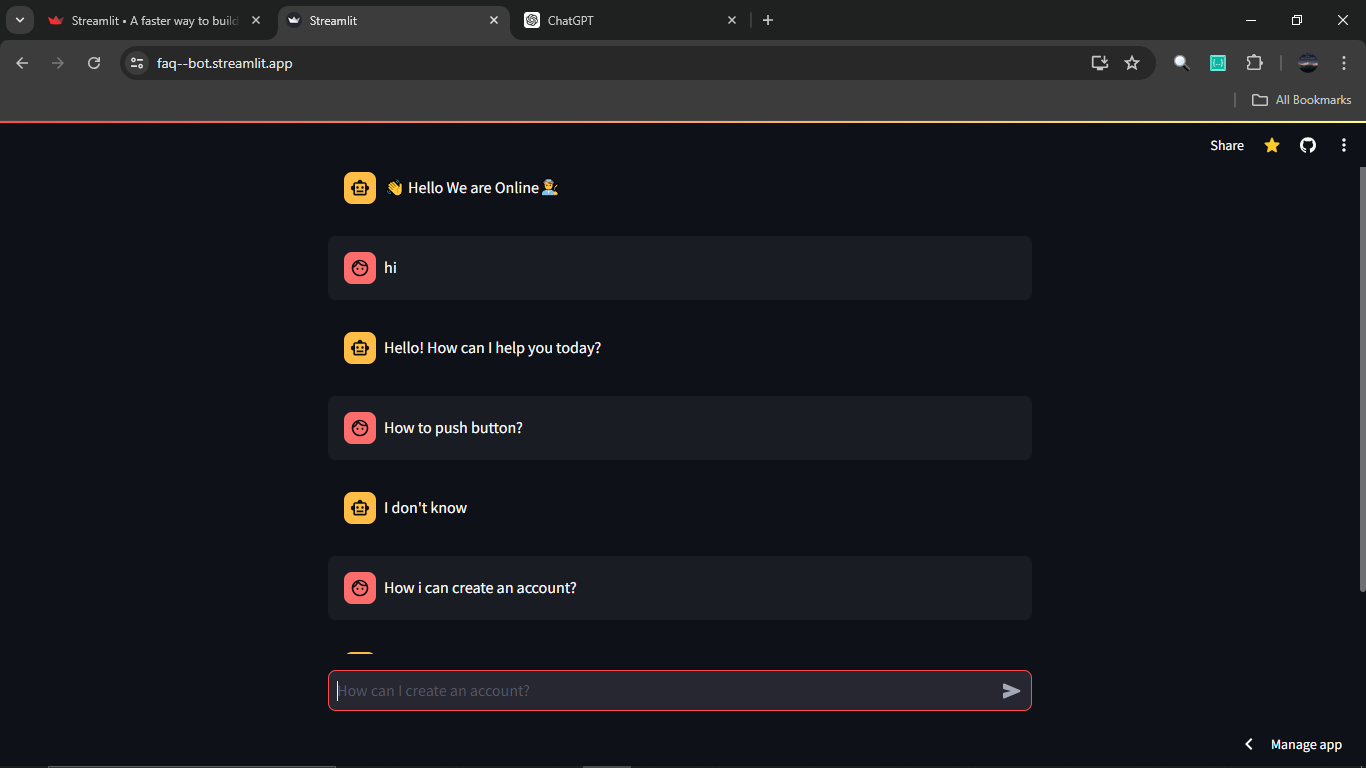 Streamlit • A faster way to build
Streamlit
ChatGPT
faq--bot.streamlit.app
All Bookmarks
Share
👋 Hello We are Online 👨‍🍳
hi
Hello! How can I help you today?
How to push button?
I don't know
How i can create an account?
How can I create an account?
Manage app